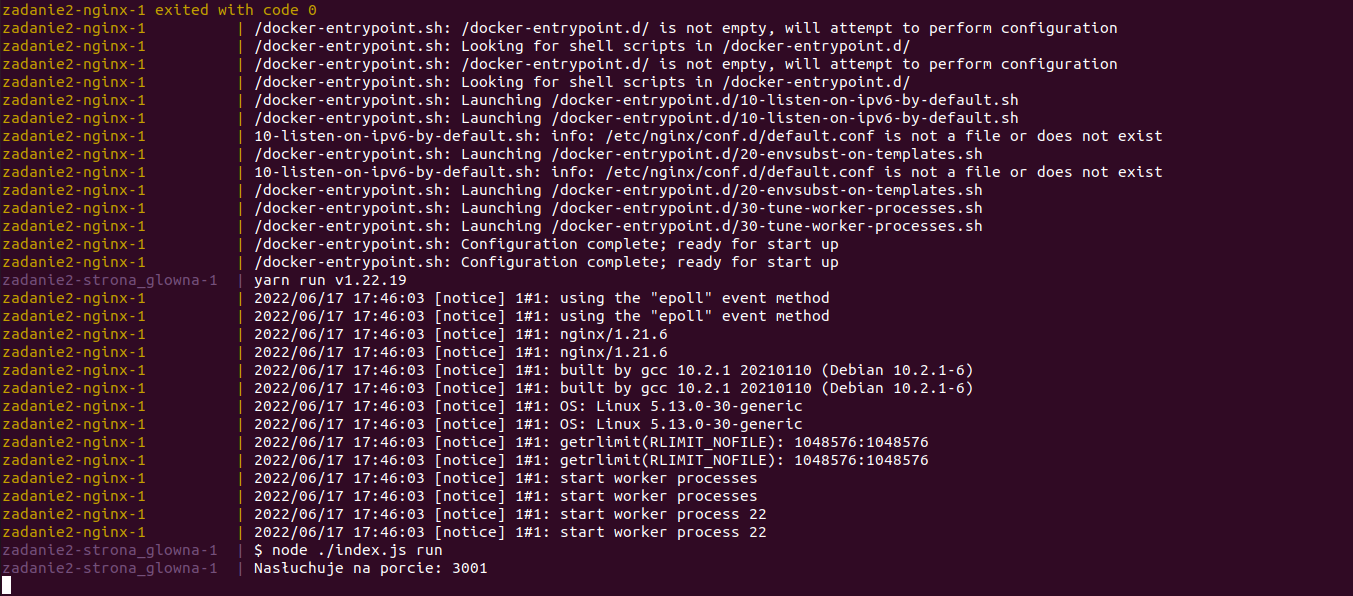 zadanie2-nginx-1 exited with code 0
zadanie2-nginx-1          | /docker-entrypoint.sh: /docker-entrypoint.d/ is not empty, will attempt to perform configuration
zadanie2-nginx-1          | /docker-entrypoint.sh: Looking for shell scripts in /docker-entrypoint.d/
zadanie2-nginx-1          | /docker-entrypoint.sh: /docker-entrypoint.d/ is not empty, will attempt to perform configuration
zadanie2-nginx-1          | /docker-entrypoint.sh: Looking for shell scripts in /docker-entrypoint.d/
zadanie2-nginx-1          | /docker-entrypoint.sh: Launching /docker-entrypoint.d/10-listen-on-ipv6-by-default.sh
zadanie2-nginx-1          | /docker-entrypoint.sh: Launching /docker-entrypoint.d/10-listen-on-ipv6-by-default.sh
zadanie2-nginx-1          | 10-listen-on-ipv6-by-default.sh: info: /etc/nginx/conf.d/default.conf is not a file or does not exist
zadanie2-nginx-1          | /docker-entrypoint.sh: Launching /docker-entrypoint.d/20-envsubst-on-templates.sh
zadanie2-nginx-1          | 10-listen-on-ipv6-by-default.sh: info: /etc/nginx/conf.d/default.conf is not a file or does not exist
zadanie2-nginx-1          | /docker-entrypoint.sh: Launching /docker-entrypoint.d/20-envsubst-on-templates.sh
zadanie2-nginx-1          | /docker-entrypoint.sh: Launching /docker-entrypoint.d/30-tune-worker-processes.sh
zadanie2-nginx-1          | /docker-entrypoint.sh: Launching /docker-entrypoint.d/30-tune-worker-processes.sh
zadanie2-nginx-1          | /docker-entrypoint.sh: Configuration complete; ready for start up
zadanie2-nginx-1          | /docker-entrypoint.sh: Configuration complete; ready for start up
zadanie2-strona_glowna-1  | yarn run v1.22.19
zadanie2-nginx-1          | 2022/06/17 17:46:03 [notice] 1#1: using the "epoll" event method
zadanie2-nginx-1          | 2022/06/17 17:46:03 [notice] 1#1: using the "epoll" event method
zadanie2-nginx-1          | 2022/06/17 17:46:03 [notice] 1#1: nginx/1.21.6
zadanie2-nginx-1          | 2022/06/17 17:46:03 [notice] 1#1: nginx/1.21.6
zadanie2-nginx-1          | 2022/06/17 17:46:03 [notice] 1#1: built by gcc 10.2.1 20210110 (Debian 10.2.1-6)
zadanie2-nginx-1          | 2022/06/17 17:46:03 [notice] 1#1: built by gcc 10.2.1 20210110 (Debian 10.2.1-6)
zadanie2-nginx-1          | 2022/06/17 17:46:03 [notice] 1#1: OS: Linux 5.13.0-30-generic
zadanie2-nginx-1          | 2022/06/17 17:46:03 [notice] 1#1: OS: Linux 5.13.0-30-generic
zadanie2-nginx-1          | 2022/06/17 17:46:03 [notice] 1#1: getrlimit(RLIMIT_NOFILE): 1048576:1048576
zadanie2-nginx-1          | 2022/06/17 17:46:03 [notice] 1#1: getrlimit(RLIMIT_NOFILE): 1048576:1048576
zadanie2-nginx-1          | 2022/06/17 17:46:03 [notice] 1#1: start worker processes
zadanie2-nginx-1          | 2022/06/17 17:46:03 [notice] 1#1: start worker processes
zadanie2-nginx-1          | 2022/06/17 17:46:03 [notice] 1#1: start worker process 22
zadanie2-nginx-1          | 2022/06/17 17:46:03 [notice] 1#1: start worker process 22
zadanie2-strona_glowna-1  | $ node ./index.js run
zadanie2-strona_glowna-1  | Nasłuchuje na porcie: 3001